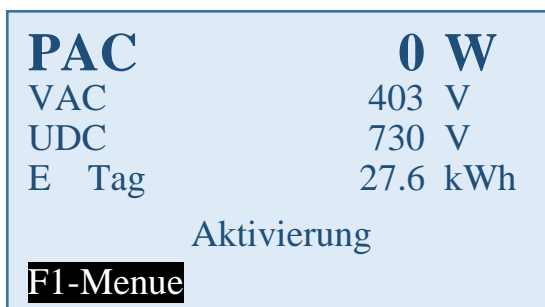 PAC 0 W
VAC 403 V
UDC 730 V
E Tag 27.6 kWh
Aktivierung
F1-Menue